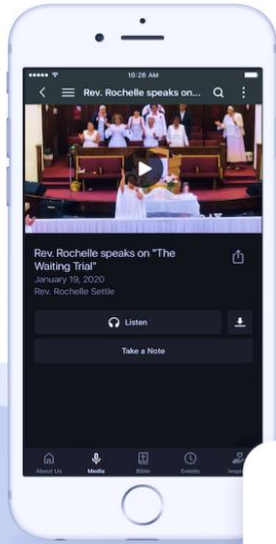 10:26 AM
Rev. Rochelle speaks on...
Rev. Rochelle speaks on "The
Waiting Trial"
January 19, 2020
Rev. Rochelle Settle
Listen
Take a Note
About Us
Media
Bible
Events